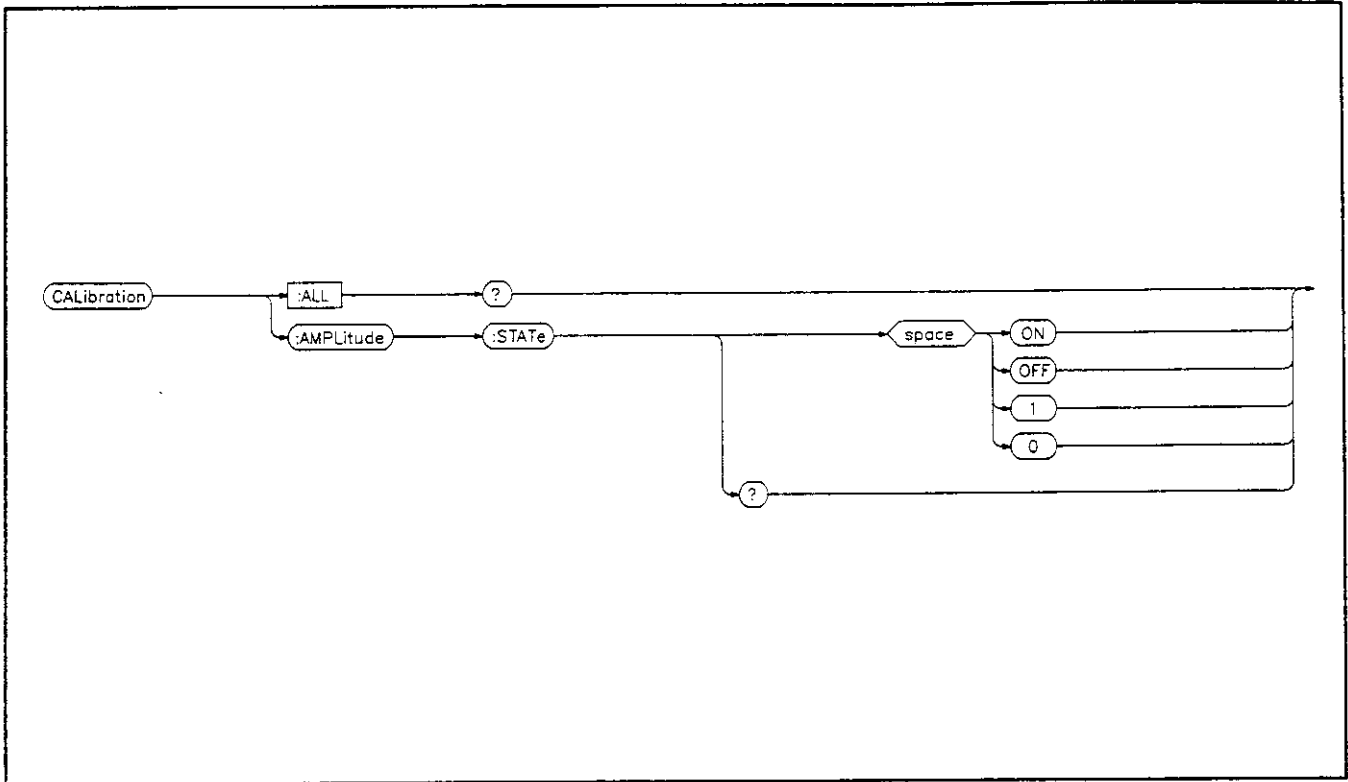 CALibration :ALL ?
:AMPLitude :STATe space ON
OFF
1
0
?